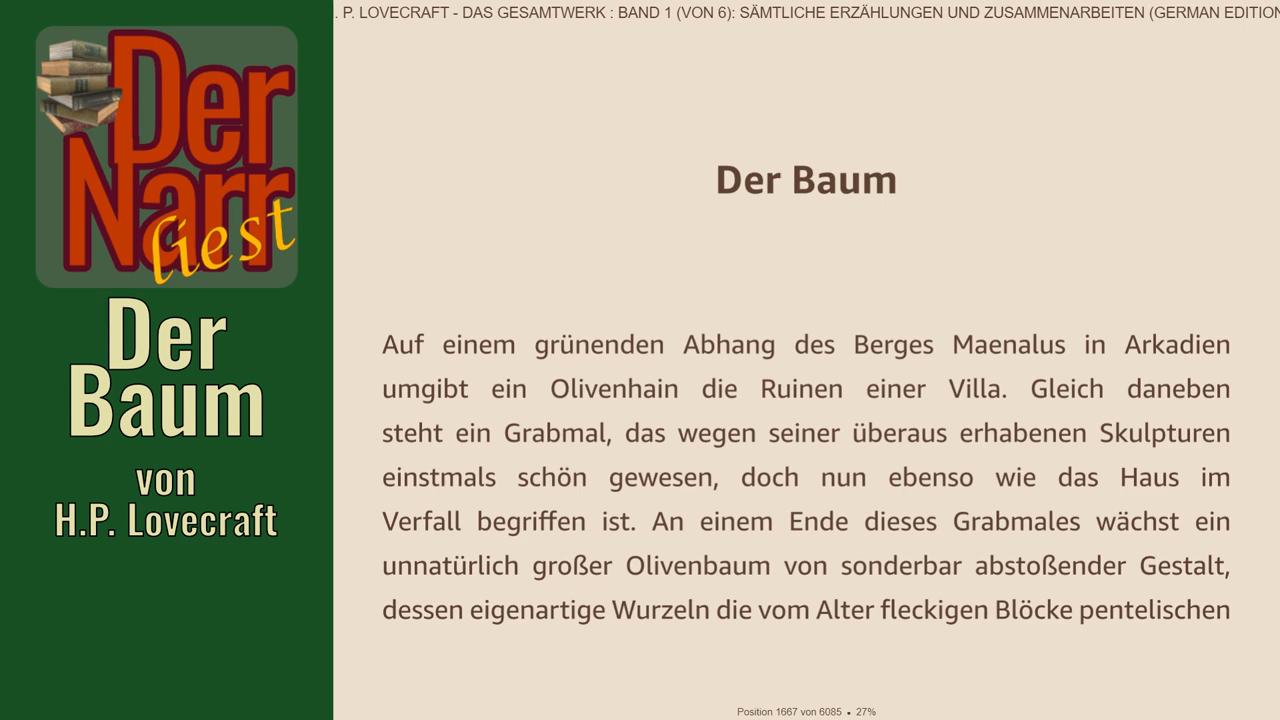 Der
Narr
liest
Der
Baum
von
H.P. Lovecraft
. P. LOVECRAFT - DAS GESAMTWERK : BAND 1 (VON 6): SÄMTLICHE ERZÄHLUNGEN UND ZUSAMMENARBEITEN (GERMAN EDITION
Der Baum
Auf einem grünenden Abhang des Berges Maenalus in Arkadien
umgibt ein Olivenhain die Ruinen einer Villa. Gleich daneben
steht ein Grabmal, das wegen seiner überaus erhabenen Skulpturen
einstmals schön gewesen, doch nun ebenso wie das Haus im
Verfall begriffen ist. An einem Ende dieses Grabmales wächst ein
unnatürlich großer Olivenbaum von sonderbar abstoßender Gestalt,
dessen eigenartige Wurzeln die vom Alter fleckigen Blöcke pentelischen
Position 1667 von 6085 • 27%